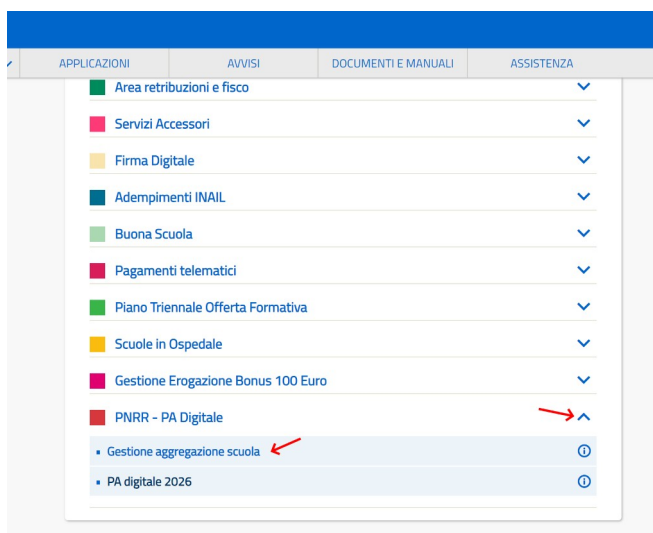 APPLICAZIONI AVVISI DOCUMENTI E MANUALI ASSISTENZA
Area retribuzioni e fisco
Servizi Accessori
Firma Digitale
Adempimenti INAIL
Buona Scuola
Pagamenti telematici
Piano Triennale Offerta Formativa
Scuole in Ospedale
Gestione Erogazione Bonus 100 Euro
PNRR - PA Digitale
Gestione aggregazione scuola
PA digitale 2026